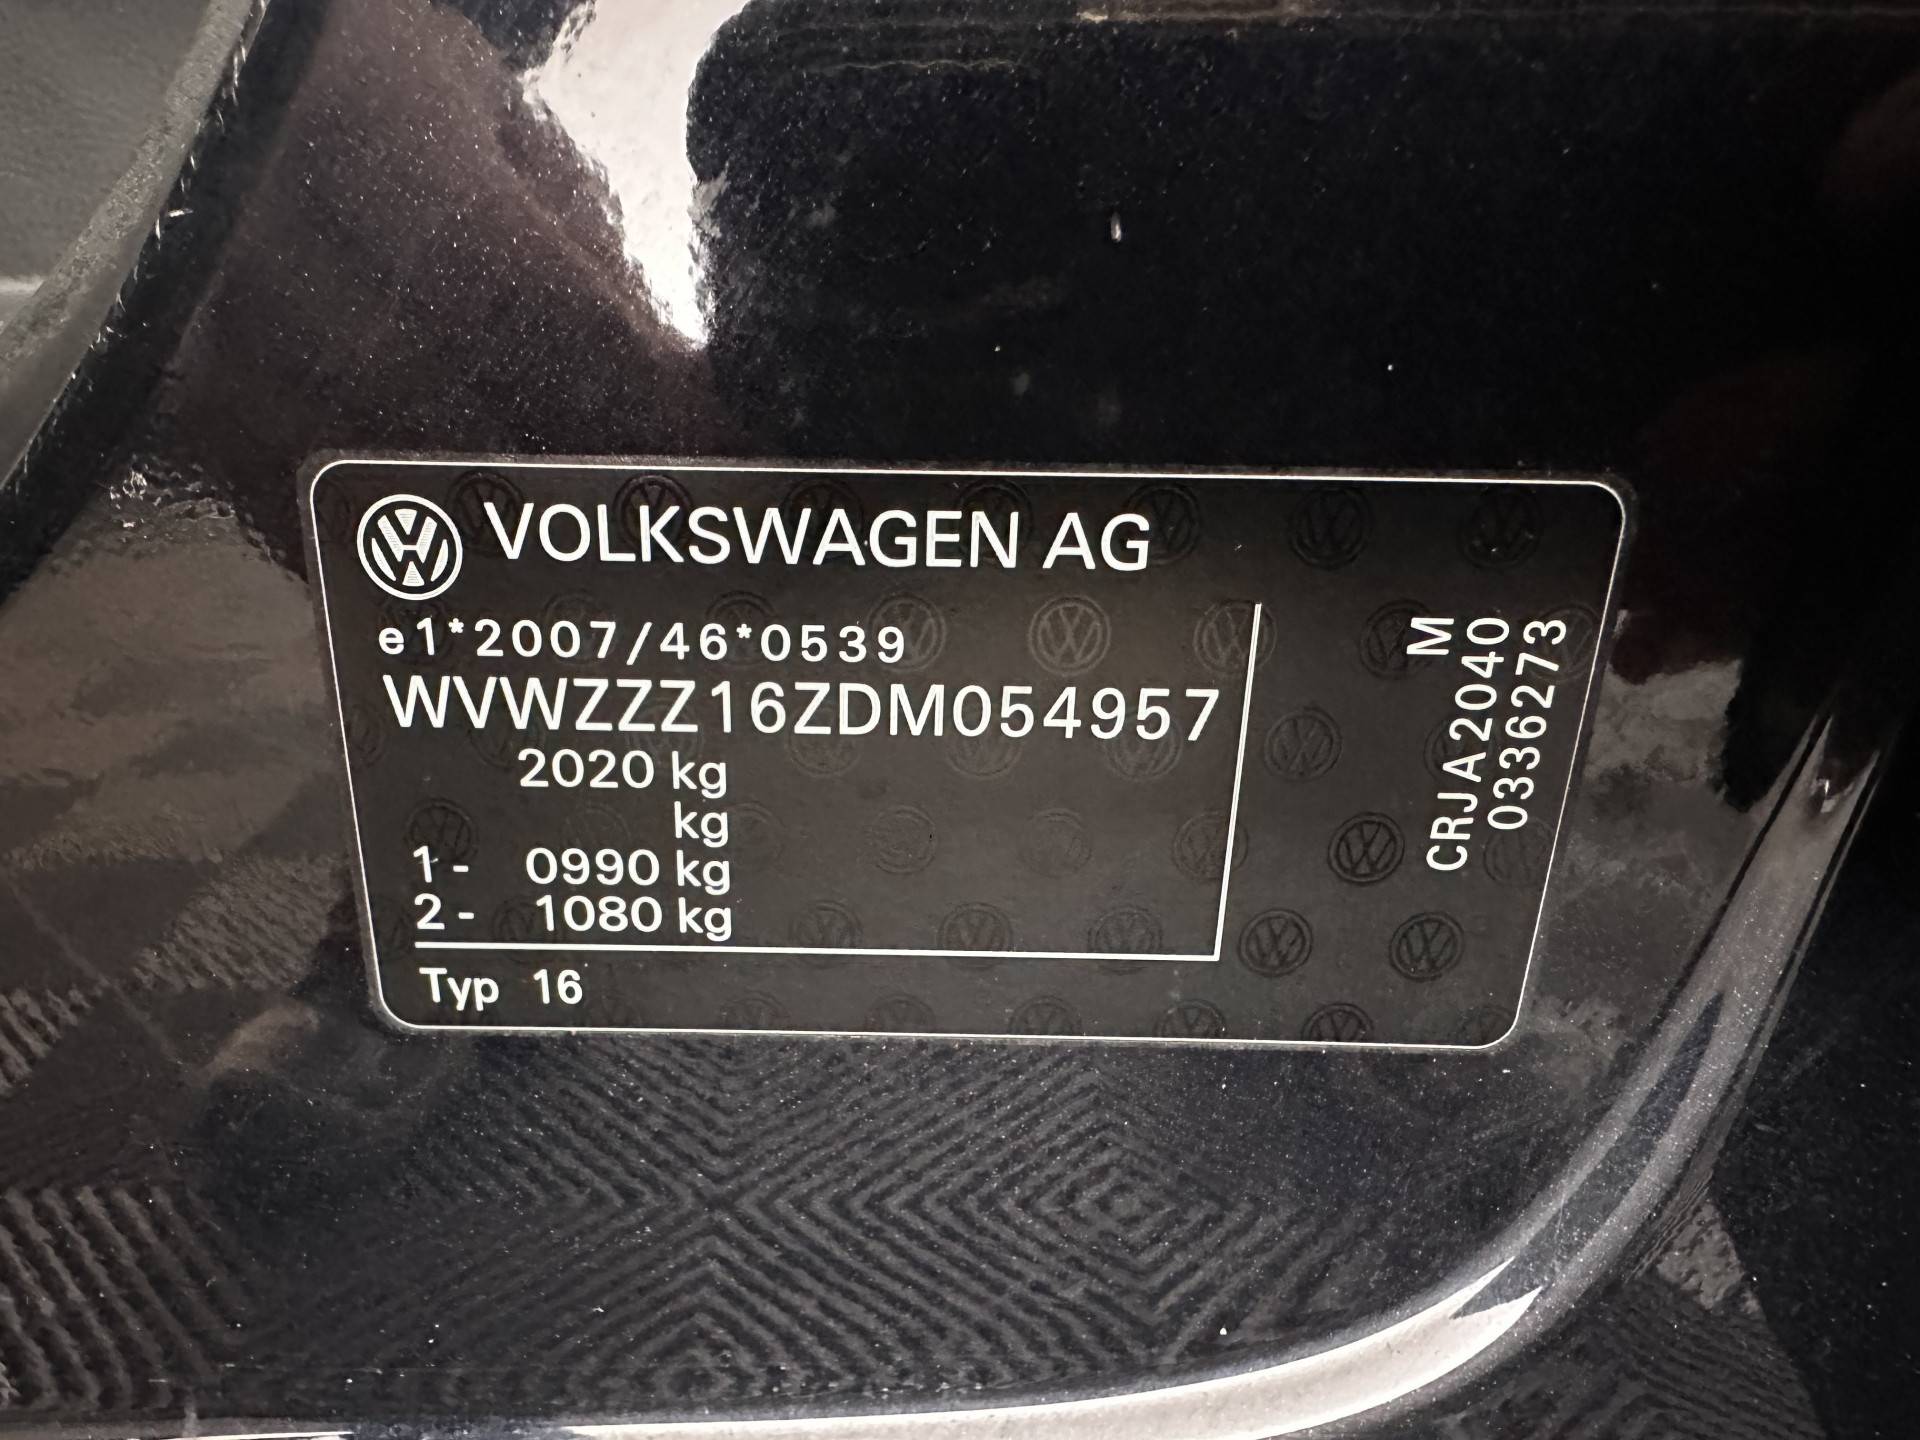 VOLKSWAGEN AG
e1*2007/46*0539
WVWZZZ16ZDM054957
2020 kg
kg
1- 0990 kg
2- 1080 kg
Typ 16
M
CRJA2040
0336273